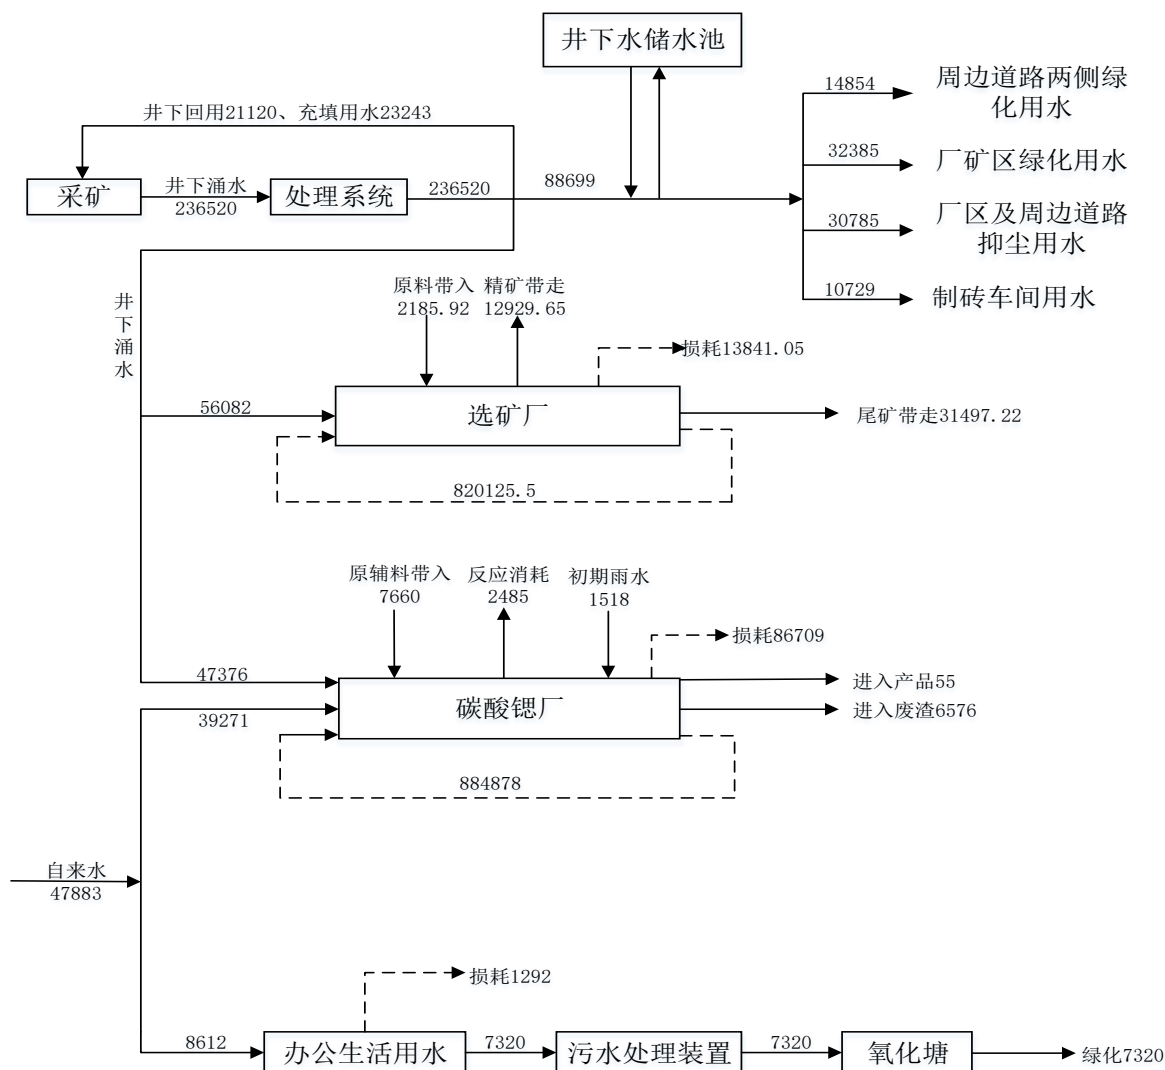 井下水储水池
14854
周边道路两侧绿
化用水
井下回用21120、充填用水23243
32385
厂矿区绿化用水
采矿
井下涌水
236520
处理系统
236520
88699
30785
厂区及周边道路
抑尘用水
10729
制砖车间用水
井下涌水
原料带入
2185.92
精矿带走
12929.65
损耗13841.05
56082
选矿厂
尾矿带走31497.22
820125.5
原辅料带入
7660
反应消耗
2485
初期雨水
1518
损耗86709
47376
碳酸锶厂
进入产品55
39271
进入废渣6576
884878
自来水
47883
损耗1292
8612
办公生活用水
7320
污水处理装置
7320
氧化塘
绿化7320